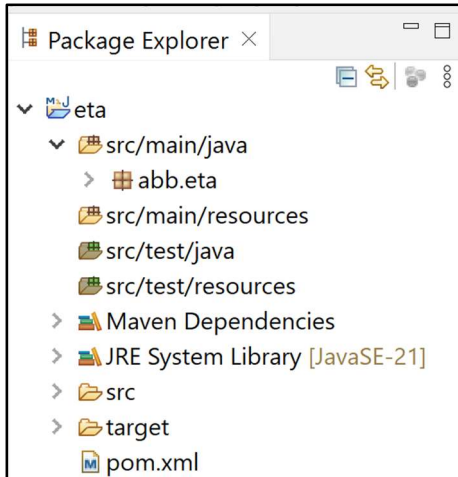 Package Explorer
eta
src/main/java
abb.eta
src/main/resources
src/test/java
src/test/resources
Maven Dependencies
JRE System Library [JavaSE-21]
src
target
pom.xml